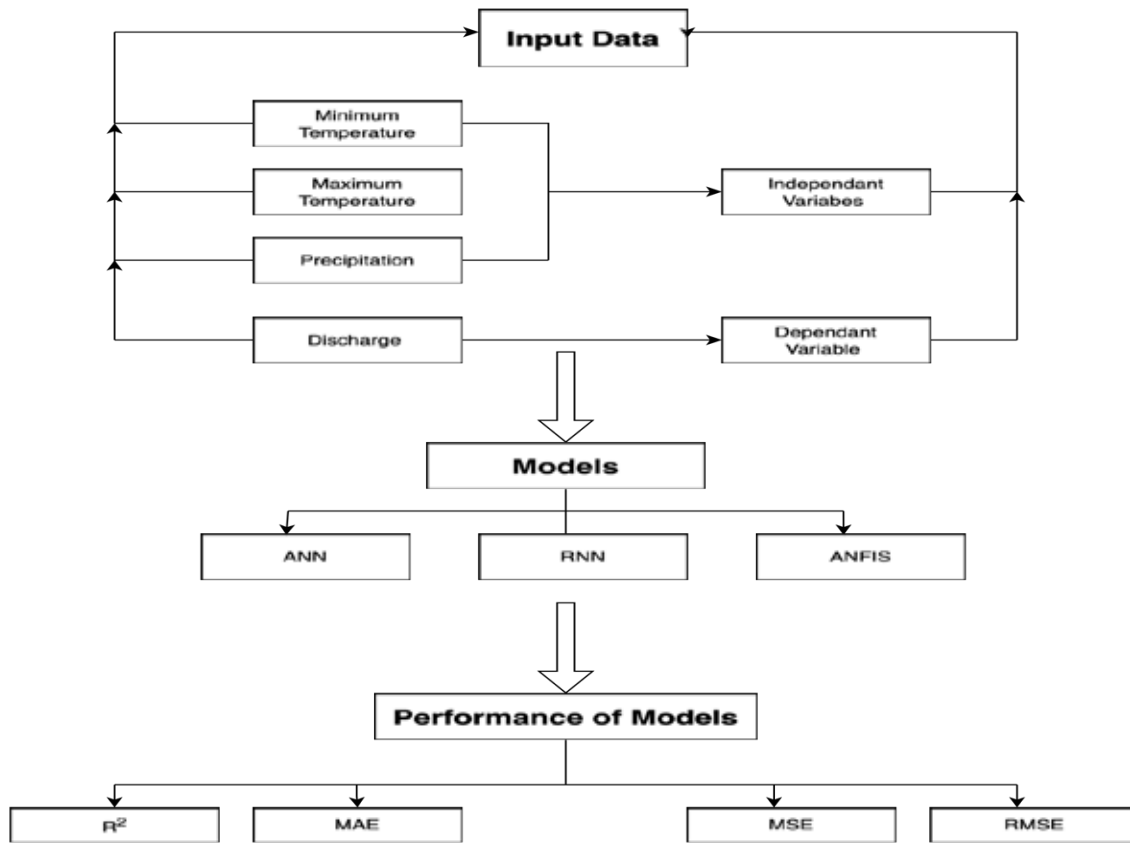 Input Data
Minimum
Temperature
Maximum
Temperature
Independant
Variabes
Precipitation
Discharge
Dependant
Variable
Models
ANN
RNN
ANFIS
Performance of Models
R²
MAE
MSE
RMSE